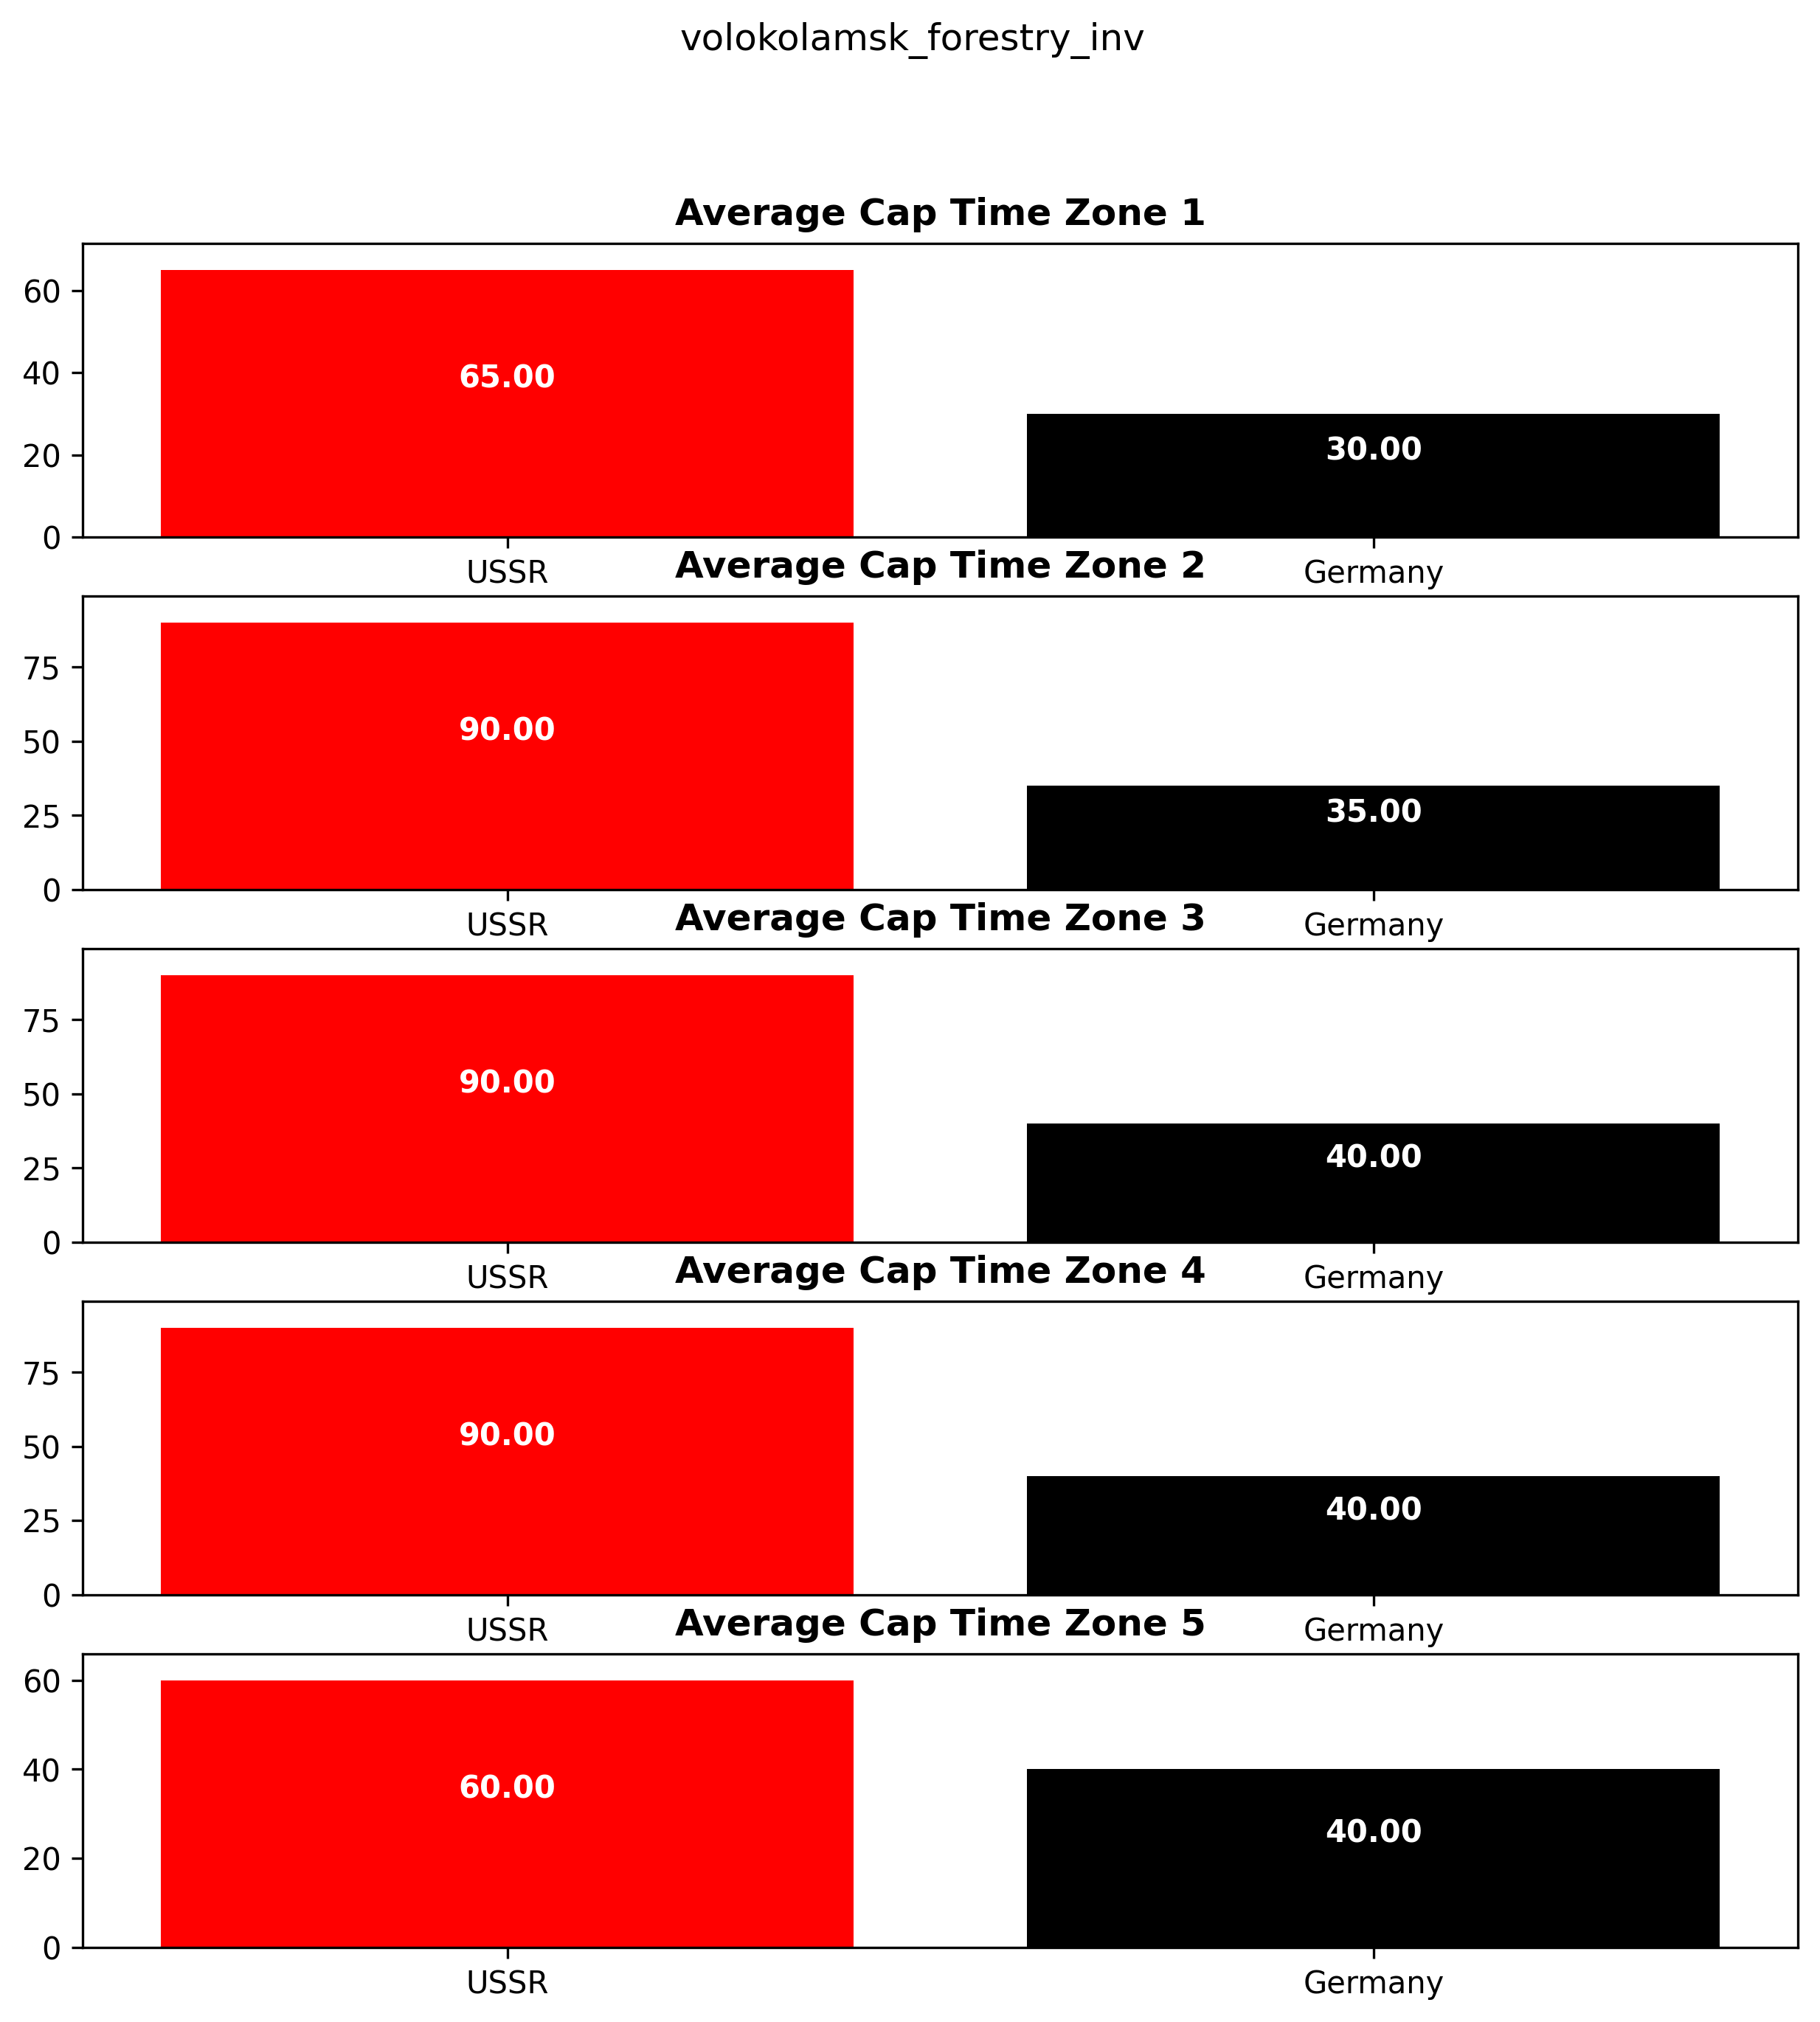 volokolamsk_forestry_inv
Average Cap Time Zone 1
60
40
20
0
65.00
30.00
USSR
Germany
Average Cap Time Zone 2
75
50
25
0
90.00
35.00
USSR
Germany
Average Cap Time Zone 3
75
50
25
0
90.00
40.00
USSR
Germany
Average Cap Time Zone 4
75
50
25
0
90.00
40.00
USSR
Germany
Average Cap Time Zone 5
60
40
20
0
60.00
40.00
USSR
Germany